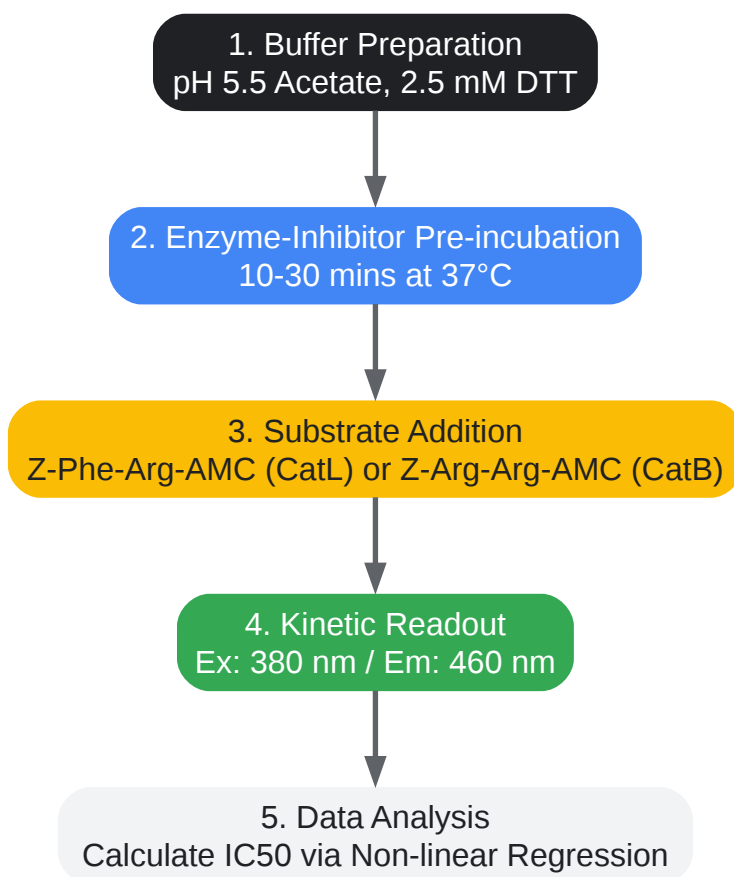 1. Buffer Preparation
pH 5.5 Acetate, 2.5 mM DTT
2. Enzyme-Inhibitor Pre-incubation
10-30 mins at 37°C
3. Substrate Addition
Z-Phe-Arg-AMC (CatL) or Z-Arg-Arg-AMC (CatB)
4. Kinetic Readout
Ex: 380 nm / Em: 460 nm
5. Data Analysis
Calculate IC50 via Non-linear Regression